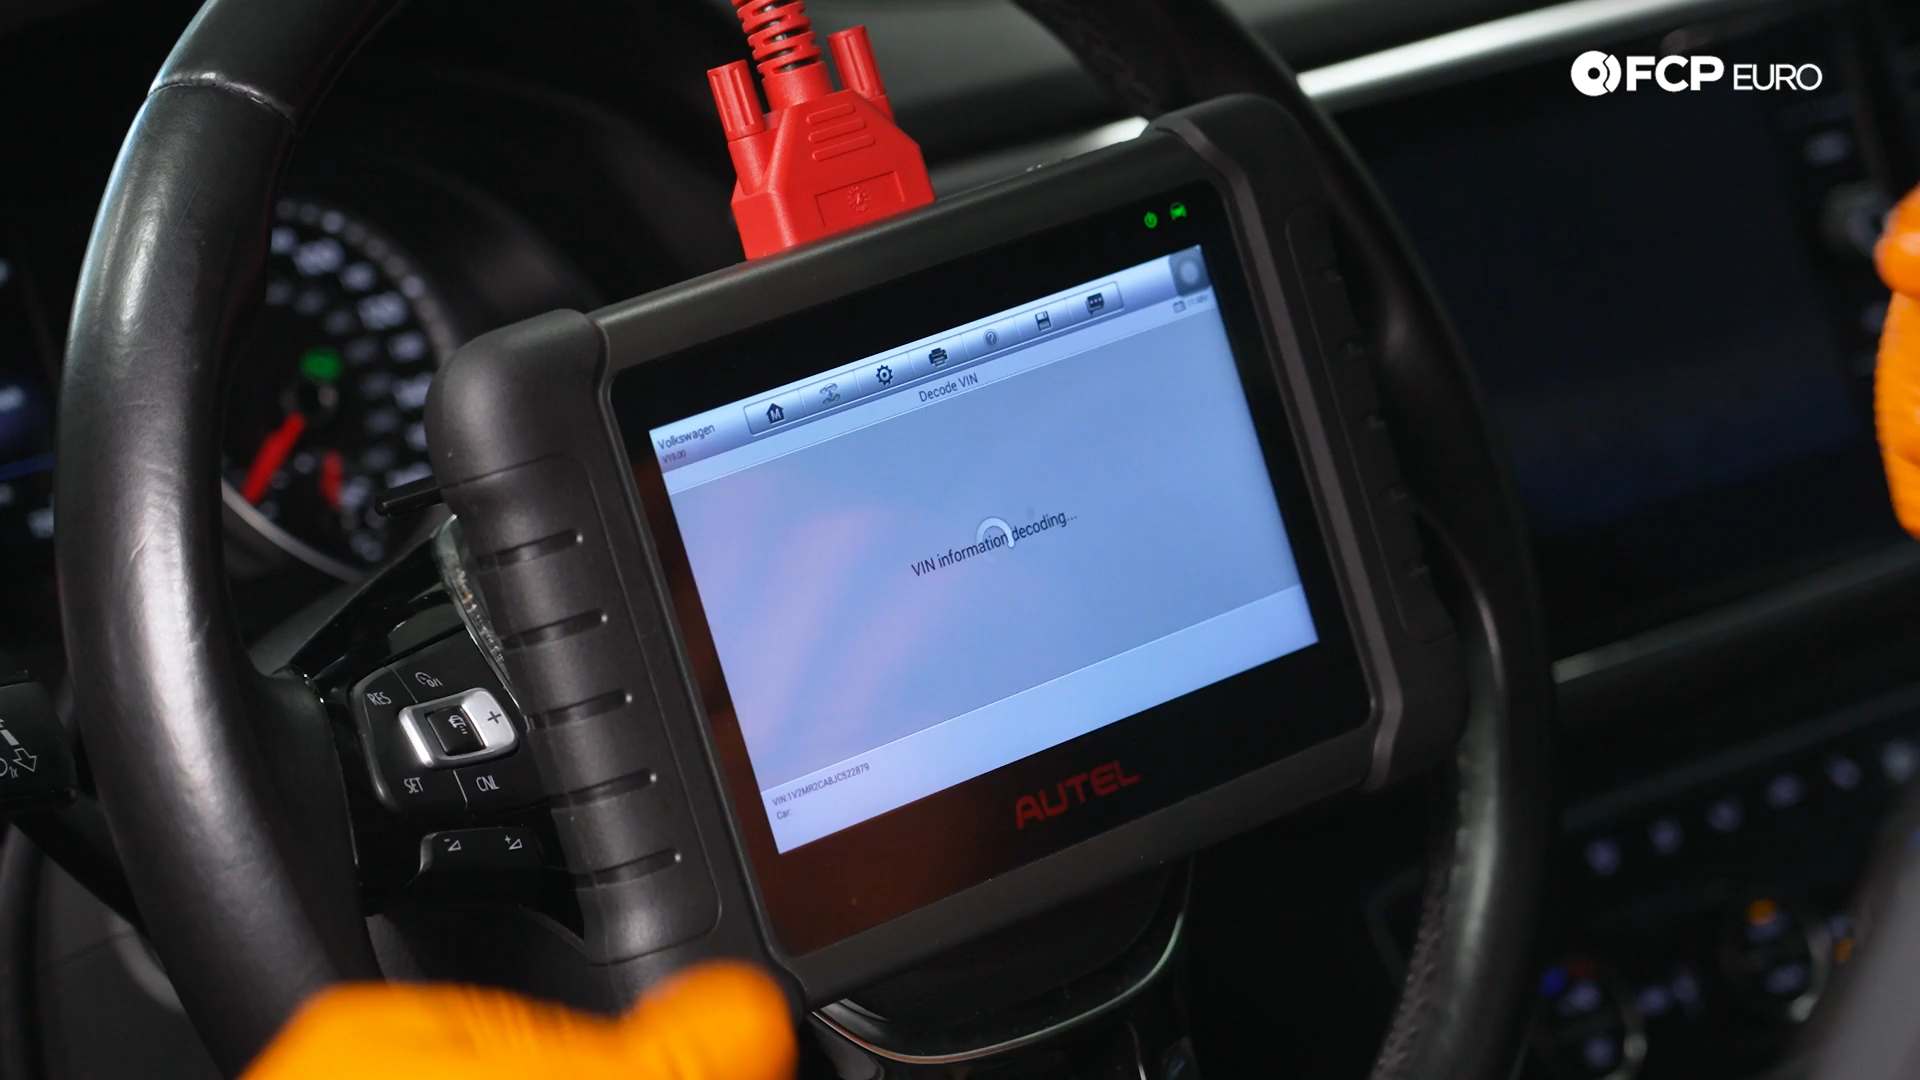 FCP EURO
Decode VIN
Volkswagen
V19.00
VIN information decoding...
VIN:1V2MR2CA8JC522879
Car:
AUTEL
RES
SET
CNL